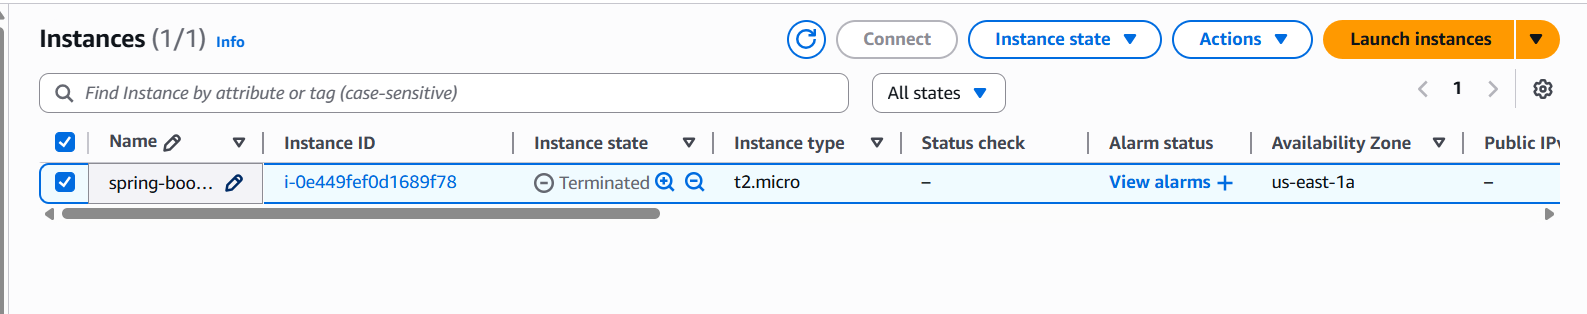 Instances (1/1) Info Connect Instance state Actions Launch instances
Find Instance by attribute or tag (case-sensitive) All states 1
Name Instance ID Instance state Instance type Status check Alarm status Availability Zone Public IPv
spring-boo... i-0e449fef0d1689f78 Terminated t2.micro – View alarms + us-east-1a –